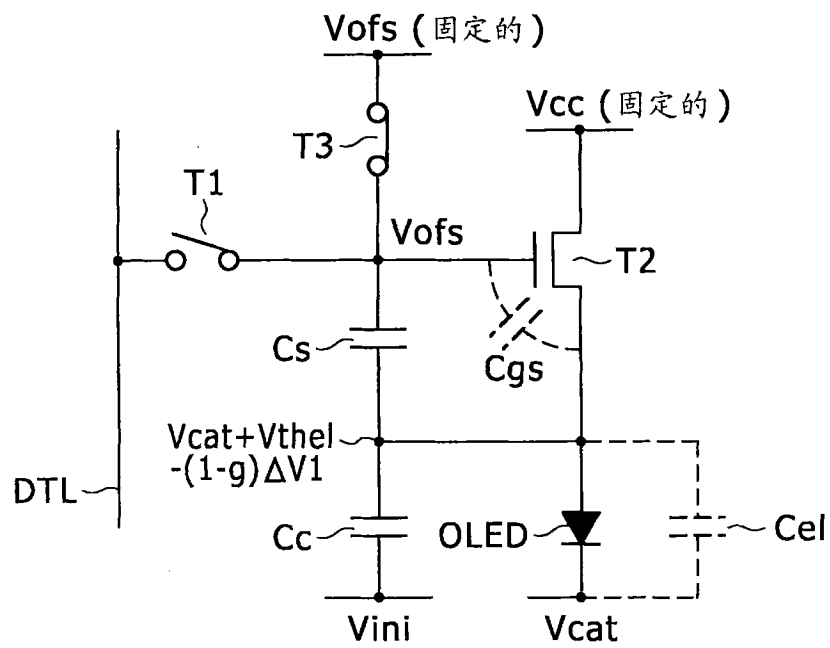 Vofs (固定的)
Vcc (固定的)
T3
T1
Vofs
T2
Cs
Cgs
Vcat+Vthel
-(1-g)ΔV1
DTL
Cc
OLED
Cel
Vini
Vcat